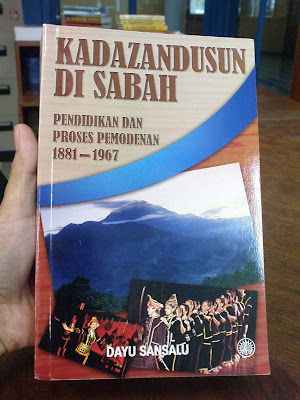 KADAZANDUSUN
DI SABAH
PENDIDIKAN DAN
PROSES PEMODENAN
1881—1967
DAYU SANSALU